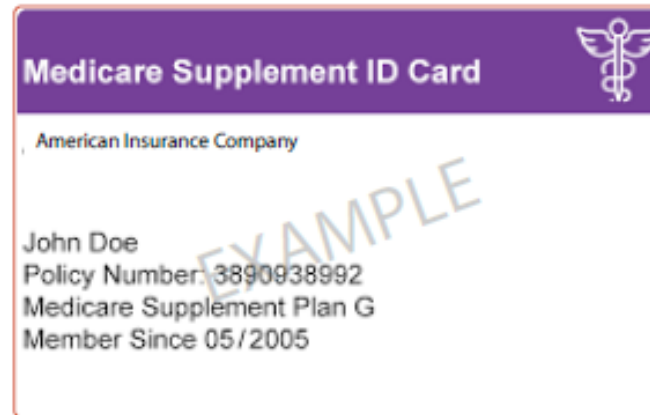 Medicare Supplement ID Card
American Insurance Company
EXAMPLE
John Doe
Policy Number: 3890938992
Medicare Supplement Plan G
Member Since 05/2005